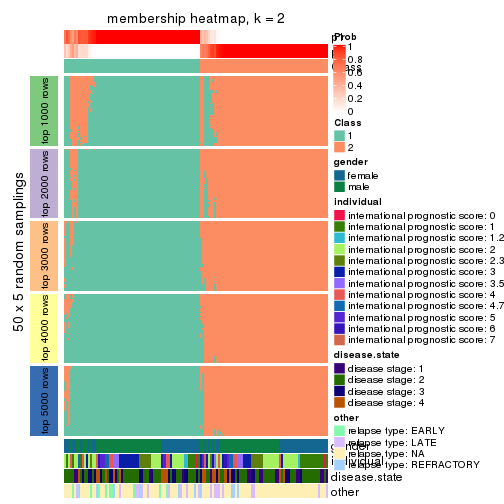 membership heatmap, k = 2
50 x 5 random samplings
top 1000 rows
top 2000 rows
top 3000 rows
top 4000 rows
top 5000 rows
Prob
1
0.8
0.6
0.4
0.2
0
Class
1
2
gender
female
male
individual
international prognostic score: 0
international prognostic score: 1
international prognostic score: 1.2
international prognostic score: 2
international prognostic score: 2.3
international prognostic score: 3
international prognostic score: 3.5
international prognostic score: 4
international prognostic score: 4.7
international prognostic score: 5
international prognostic score: 6
international prognostic score: 7
disease.state
disease stage: 1
disease stage: 2
disease stage: 3
disease stage: 4
other
relapse type: EARLY
relapse type: LATE
relapse type: NA
relapse type: REFRACTORY
gender
individual
disease.state
other